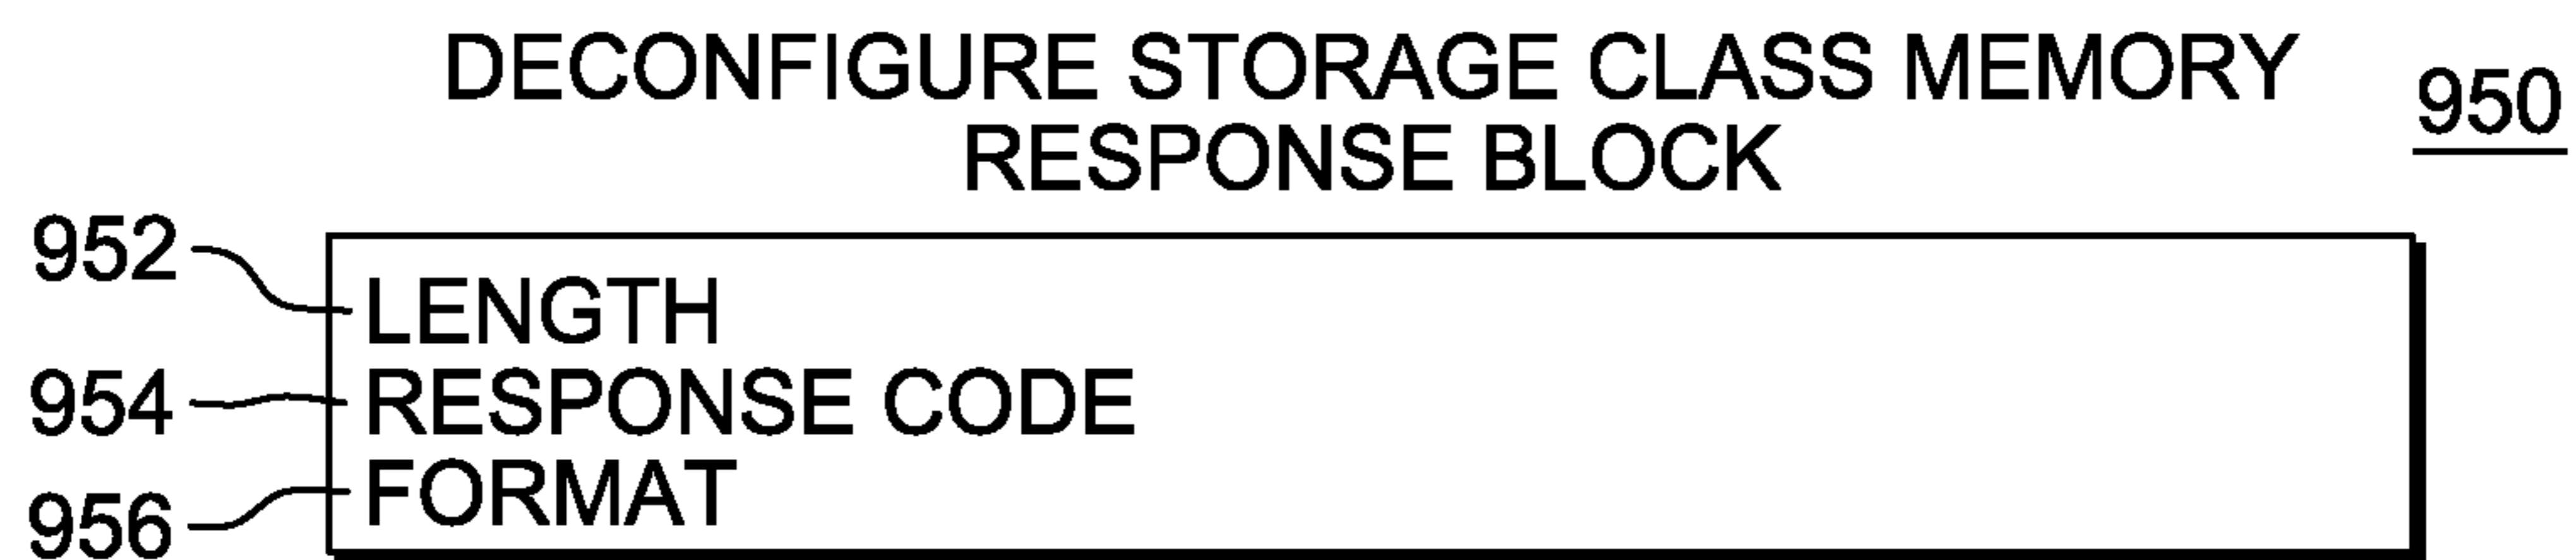 DECONFIGURE STORAGE CLASS MEMORY
RESPONSE BLOCK
950
952 LENGTH
954 RESPONSE CODE
956 FORMAT